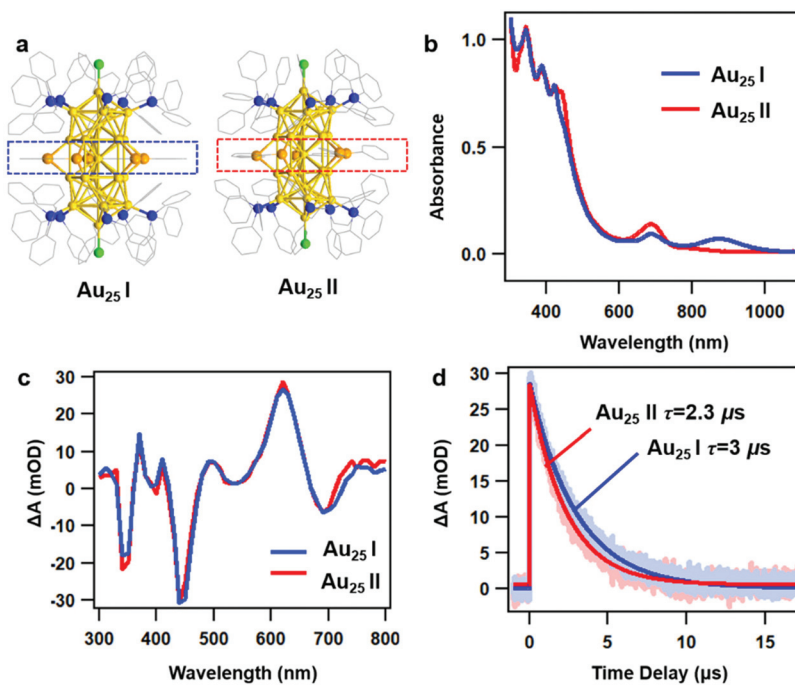 a
Au25 I
Au25 II
b
1.0
0.5
0.0
Absorbance
Au25 I
Au25 II
400 600 800 1000
Wavelength (nm)
c
30
20
10
0
-10
-20
-30
ΔA (mOD)
Au25 I
Au25 II
300 400 500 600 700 800
Wavelength (nm)
d
30
25
20
15
10
5
0
ΔA (mOD)
Au25 II τ=2.3 μs
Au25 I τ=3 μs
0 5 10 15
Time Delay (μs)